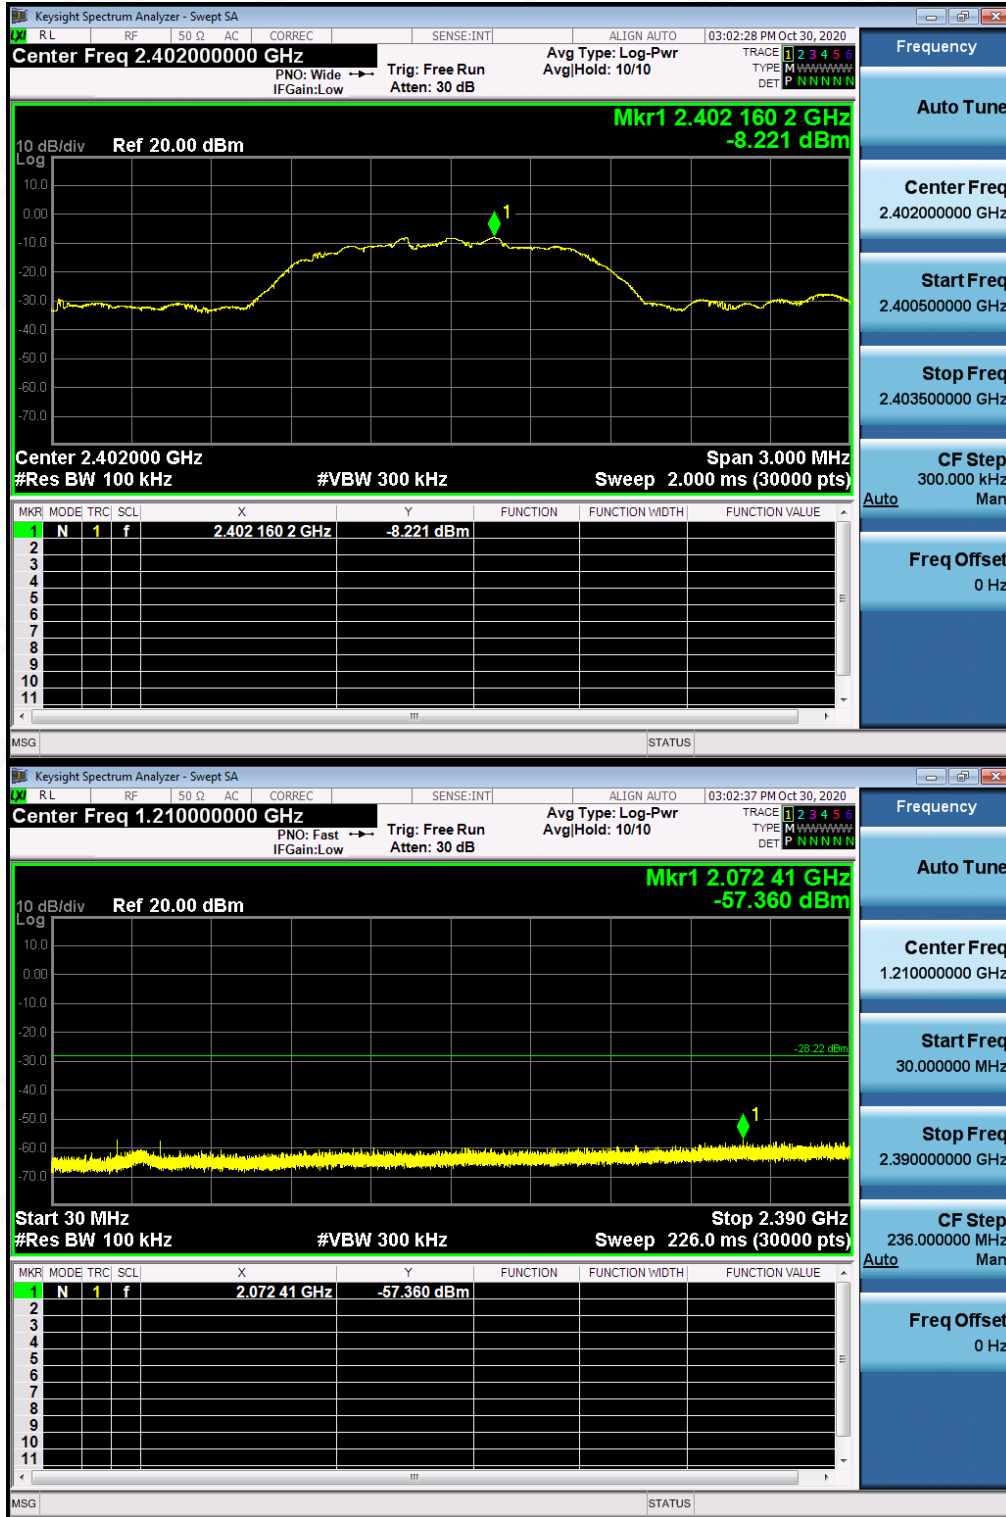 Keysight Spectrum Analyzer - Swept SA
LXI RL RF 50 Ω AC CORREC SENSE:INT ALIGN AUTO 03:02:28 PM Oct 30, 2020
Center Freq 2.402000000 GHz
PNO: Wide
IFGain:Low
Trig: Free Run
Atten: 30 dB
Avg Type: Log-Pwr
Avg|Hold: 10/10
TRACE 1 2 3 4 5 6
TYPE M WWWWW
DET P N N N N N
Mkr1 2.402 160 2 GHz
-8.221 dBm
10 dB/div Ref 20.00 dBm
Log
10.0
0.00
-10.0
-20.0
-30.0
-40.0
-50.0
-60.0
-70.0
1
Center 2.402000 GHz Span 3.000 MHz
#Res BW 100 kHz #VBW 300 kHz Sweep 2.000 ms (30000 pts)
MKR MODE TRC SCL X Y FUNCTION FUNCTION WIDTH FUNCTION VALUE
1 N 1 f 2.402 160 2 GHz -8.221 dBm
2
3
4
5
6
7
8
9
10
11
MSG STATUS
Frequency
Auto Tune
Center Freq
2.402000000 GHz
Start Freq
2.400500000 GHz
Stop Freq
2.403500000 GHz
CF Step
300.000 kHz
Auto Man
Freq Offset
0 Hz
Keysight Spectrum Analyzer - Swept SA
LXI RL RF 50 Ω AC CORREC SENSE:INT ALIGN AUTO 03:02:37 PM Oct 30, 2020
Center Freq 1.210000000 GHz
PNO: Fast
IFGain:Low
Trig: Free Run
Atten: 30 dB
Avg Type: Log-Pwr
Avg|Hold: 10/10
TRACE 1 2 3 4 5 6
TYPE M WWWWW
DET P N N N N N
Mkr1 2.072 41 GHz
-57.360 dBm
10 dB/div Ref 20.00 dBm
Log
10.0
0.00
-10.0
-20.0
-30.0
-40.0
-50.0
-60.0
-70.0
-28.22 dBm
1
Start 30 MHz Stop 2.390 GHz
#Res BW 100 kHz #VBW 300 kHz Sweep 226.0 ms (30000 pts)
MKR MODE TRC SCL X Y FUNCTION FUNCTION WIDTH FUNCTION VALUE
1 N 1 f 2.072 41 GHz -57.360 dBm
2
3
4
5
6
7
8
9
10
11
MSG STATUS
Frequency
Auto Tune
Center Freq
1.210000000 GHz
Start Freq
30.000000 MHz
Stop Freq
2.390000000 GHz
CF Step
236.000000 MHz
Auto Man
Freq Offset
0 Hz